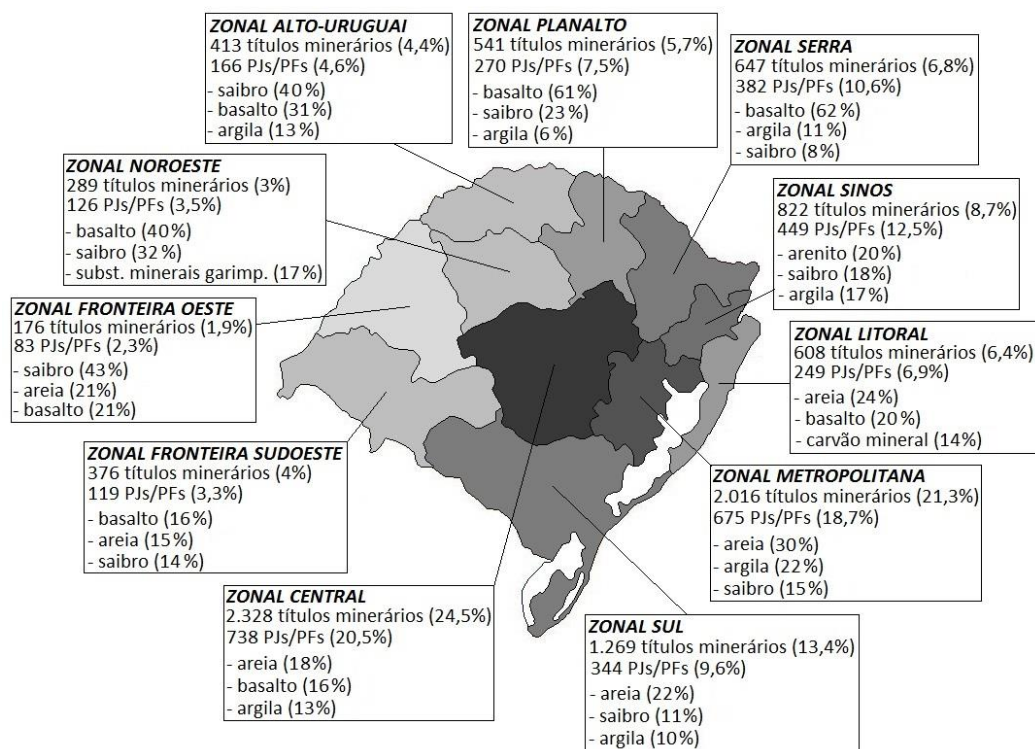 ZONAL ALTO-URUGUAI
413 títulos minerários (4,4%)
166 PJs/PFs (4,6%)
- saibro (40%)
- basalto (31%)
- argila (13%)
ZONAL PLANALTO
541 títulos minerários (5,7%)
270 PJs/PFs (7,5%)
- basalto (61%)
- saibro (23%)
- argila (6%)
ZONAL SERRA
647 títulos minerários (6,8%)
382 PJs/PFs (10,6%)
- basalto (62%)
- argila (11%)
- saibro (8%)
ZONAL NOROESTE
289 títulos minerários (3%)
126 PJs/PFs (3,5%)
- basalto (40%)
- saibro (32%)
- subst. minerais garimp. (17%)
ZONAL SINOS
822 títulos minerários (8,7%)
449 PJs/PFs (12,5%)
- arenito (20%)
- saibro (18%)
- argila (17%)
ZONAL FRONTEIRA OESTE
176 títulos minerários (1,9%)
83 PJs/PFs (2,3%)
- saibro (43%)
- areia (21%)
- basalto (21%)
ZONAL LITORAL
608 títulos minerários (6,4%)
249 PJs/PFs (6,9%)
- areia (24%)
- basalto (20%)
- carvão mineral (14%)
ZONAL FRONTEIRA SUDOESTE
376 títulos minerários (4%)
119 PJs/PFs (3,3%)
- basalto (16%)
- areia (15%)
- saibro (14%)
ZONAL METROPOLITANA
2.016 títulos minerários (21,3%)
675 PJs/PFs (18,7%)
- areia (30%)
- argila (22%)
- saibro (15%)
ZONAL CENTRAL
2.328 títulos minerários (24,5%)
738 PJs/PFs (20,5%)
- areia (18%)
- basalto (16%)
- argila (13%)
ZONAL SUL
1.269 títulos minerários (13,4%)
344 PJs/PFs (9,6%)
- areia (22%)
- saibro (11%)
- argila (10%)